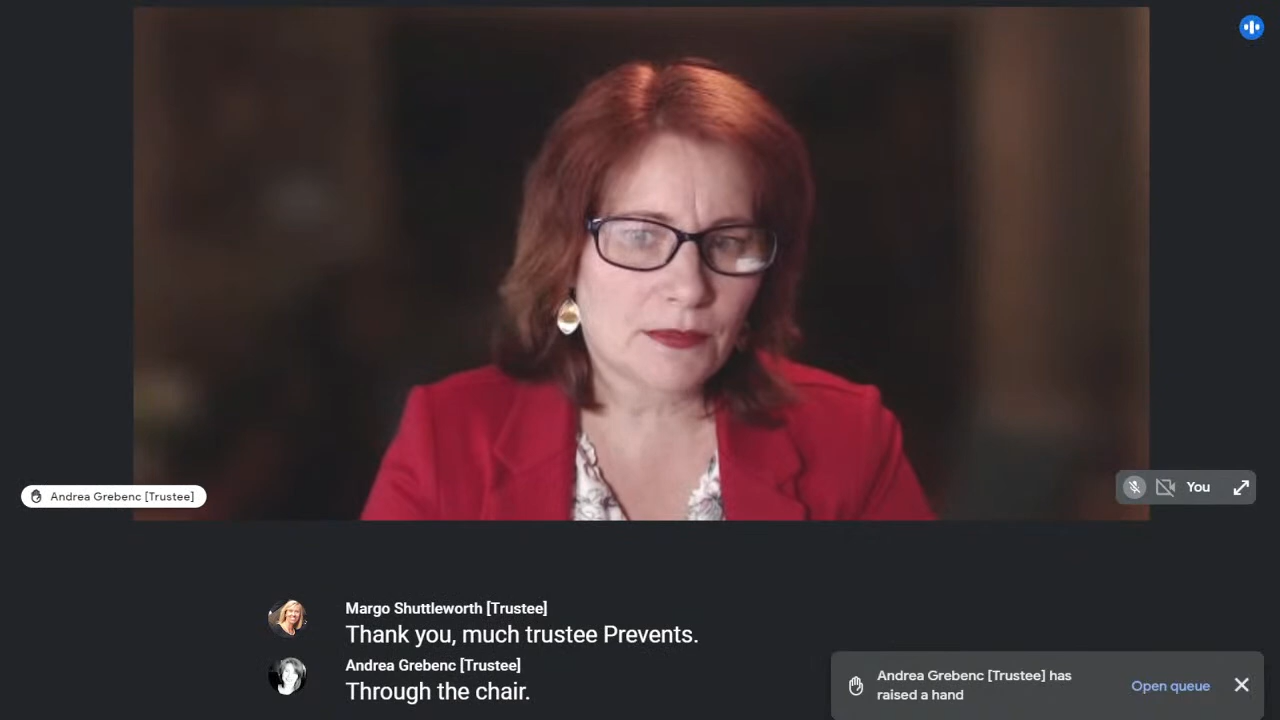 Andrea Grebenc [Trustee]
You
Margo Shuttleworth [Trustee]
Thank you, much trustee Prevents.
Andrea Grebenc [Trustee]
Through the chair.
Andrea Grebenc [Trustee] has
raised a hand
Open queue